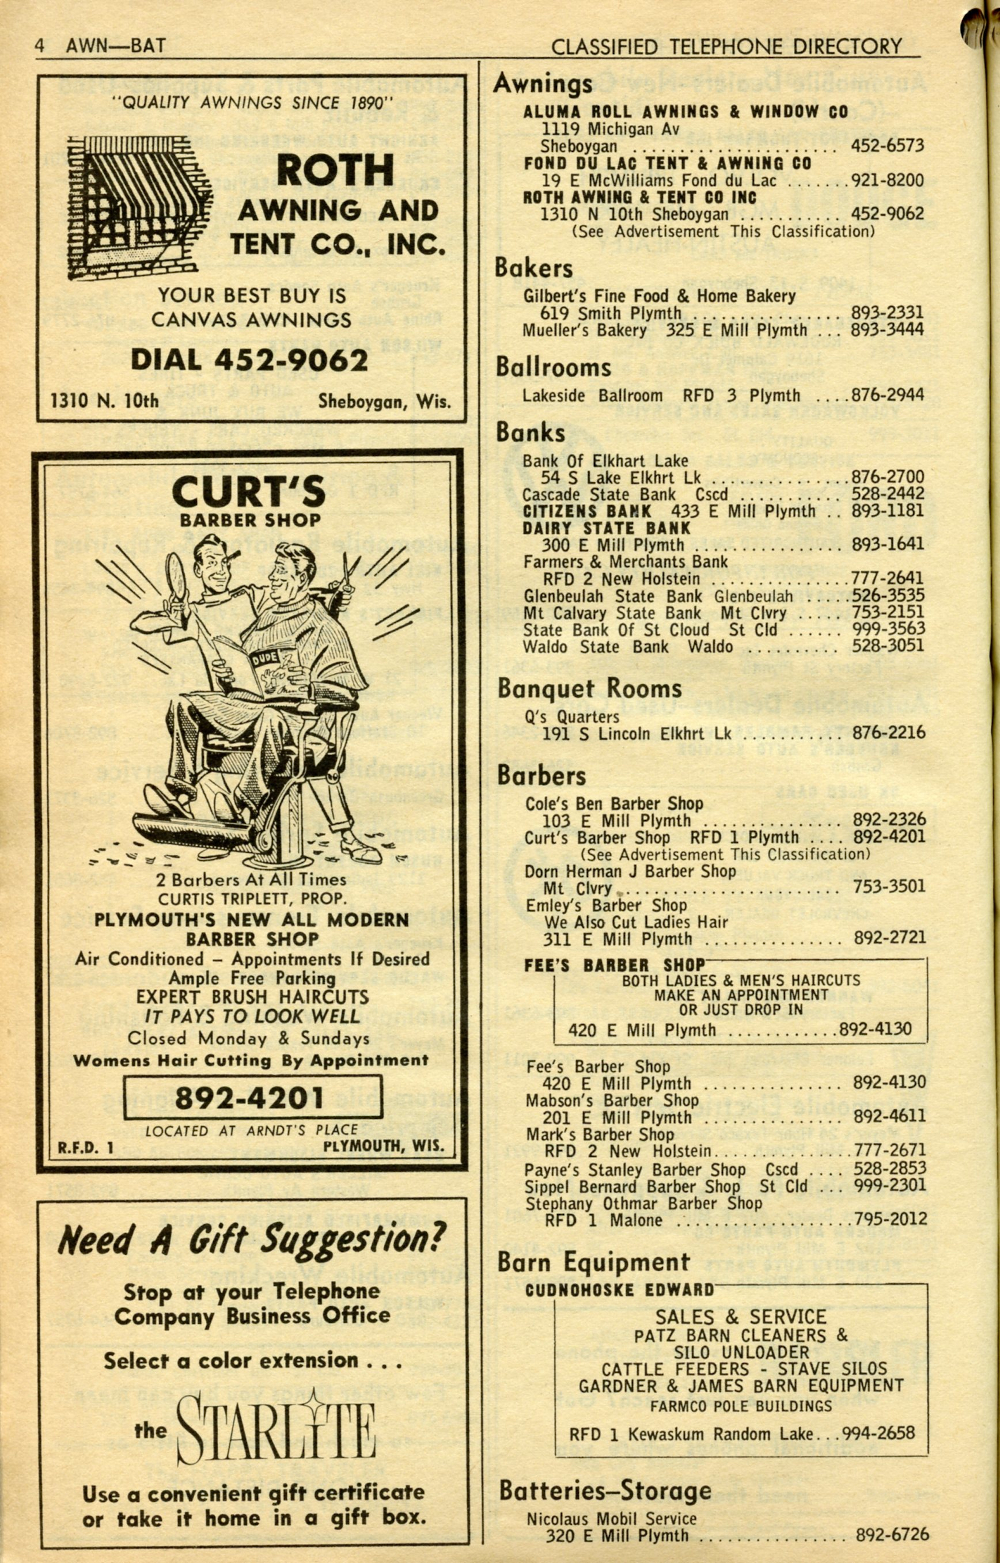 4 AWN—BAT
CLASSIFIED TELEPHONE DIRECTORY
"QUALITY AWNINGS SINCE 1890"
ROTH
AWNING AND
TENT CO., INC.
YOUR BEST BUY IS
CANVAS AWNINGS
DIAL 452-9062
1310 N. 10th Sheboygan, Wis.
CURT'S
BARBER SHOP
DUDE
2 Barbers At All Times
CURTIS TRIPLETT, PROP.
PLYMOUTH'S NEW ALL MODERN
BARBER SHOP
Air Conditioned – Appointments If Desired
Ample Free Parking
EXPERT BRUSH HAIRCUTS
IT PAYS TO LOOK WELL
Closed Monday & Sundays
Womens Hair Cutting By Appointment
892-4201
LOCATED AT ARNDT'S PLACE
R.F.D. 1 PLYMOUTH, WIS.
Need A Gift Suggestion?
Stop at your Telephone
Company Business Office
Select a color extension . . .
the STARLITE
Use a convenient gift certificate
or take it home in a gift box.
Awnings
ALUMA ROLL AWNINGS & WINDOW CO
1119 Michigan Av
Sheboygan ..................... 452-6573
FOND DU LAC TENT & AWNING CO
19 E McWilliams Fond du Lac .......921-8200
ROTH AWNING & TENT CO INC
1310 N 10th Sheboygan ........... 452-9062
(See Advertisement This Classification)
Bakers
Gilbert's Fine Food & Home Bakery
619 Smith Plymth ................ 893-2331
Mueller's Bakery 325 E Mill Plymth ... 893-3444
Ballrooms
Lakeside Ballroom RFD 3 Plymth ....876-2944
Banks
Bank Of Elkhart Lake
54 S Lake Elkhrt Lk ..............876-2700
Cascade State Bank Cscd .......... 528-2442
CITIZENS BANK 433 E Mill Plymth .. 893-1181
DAIRY STATE BANK
300 E Mill Plymth ............... 893-1641
Farmers & Merchants Bank
RFD 2 New Holstein ..............777-2641
Glenbeulah State Bank Glenbeulah .... 526-3535
Mt Calvary State Bank Mt Clvry ..... 753-2151
State Bank Of St Cloud St Cld ...... 999-3563
Waldo State Bank Waldo .......... 528-3051
Banquet Rooms
Q's Quarters
191 S Lincoln Elkhrt Lk ........... 876-2216
Barbers
Cole's Ben Barber Shop
103 E Mill Plymth ............... 892-2326
Curt's Barber Shop RFD 1 Plymth .... 892-4201
(See Advertisement This Classification)
Dorn Herman J Barber Shop
Mt Clvry ....................... 753-3501
Emley's Barber Shop
We Also Cut Ladies Hair
311 E Mill Plymth .............. 892-2721
FEE'S BARBER SHOP
BOTH LADIES & MEN'S HAIRCUTS
MAKE AN APPOINTMENT
OR JUST DROP IN
420 E Mill Plymth ...........892-4130
Fee's Barber Shop
420 E Mill Plymth .............. 892-4130
Mabson's Barber Shop
201 E Mill Plymth ............... 892-4611
Mark's Barber Shop
RFD 2 New Holstein..............777-2671
Payne's Stanley Barber Shop Cscd .... 528-2853
Sippel Bernard Barber Shop St Cld ... 999-2301
Stephany Othmar Barber Shop
RFD 1 Malone ..................795-2012
Barn Equipment
CUDNOHOSKE EDWARD
SALES & SERVICE
PATZ BARN CLEANERS &
SILO UNLOADER
CATTLE FEEDERS - STAVE SILOS
GARDNER & JAMES BARN EQUIPMENT
FARMCO POLE BUILDINGS
RFD 1 Kewaskum Random Lake...994-2658
Batteries—Storage
Nicolaus Mobil Service
320 E Mill Plymth ............... 892-6726